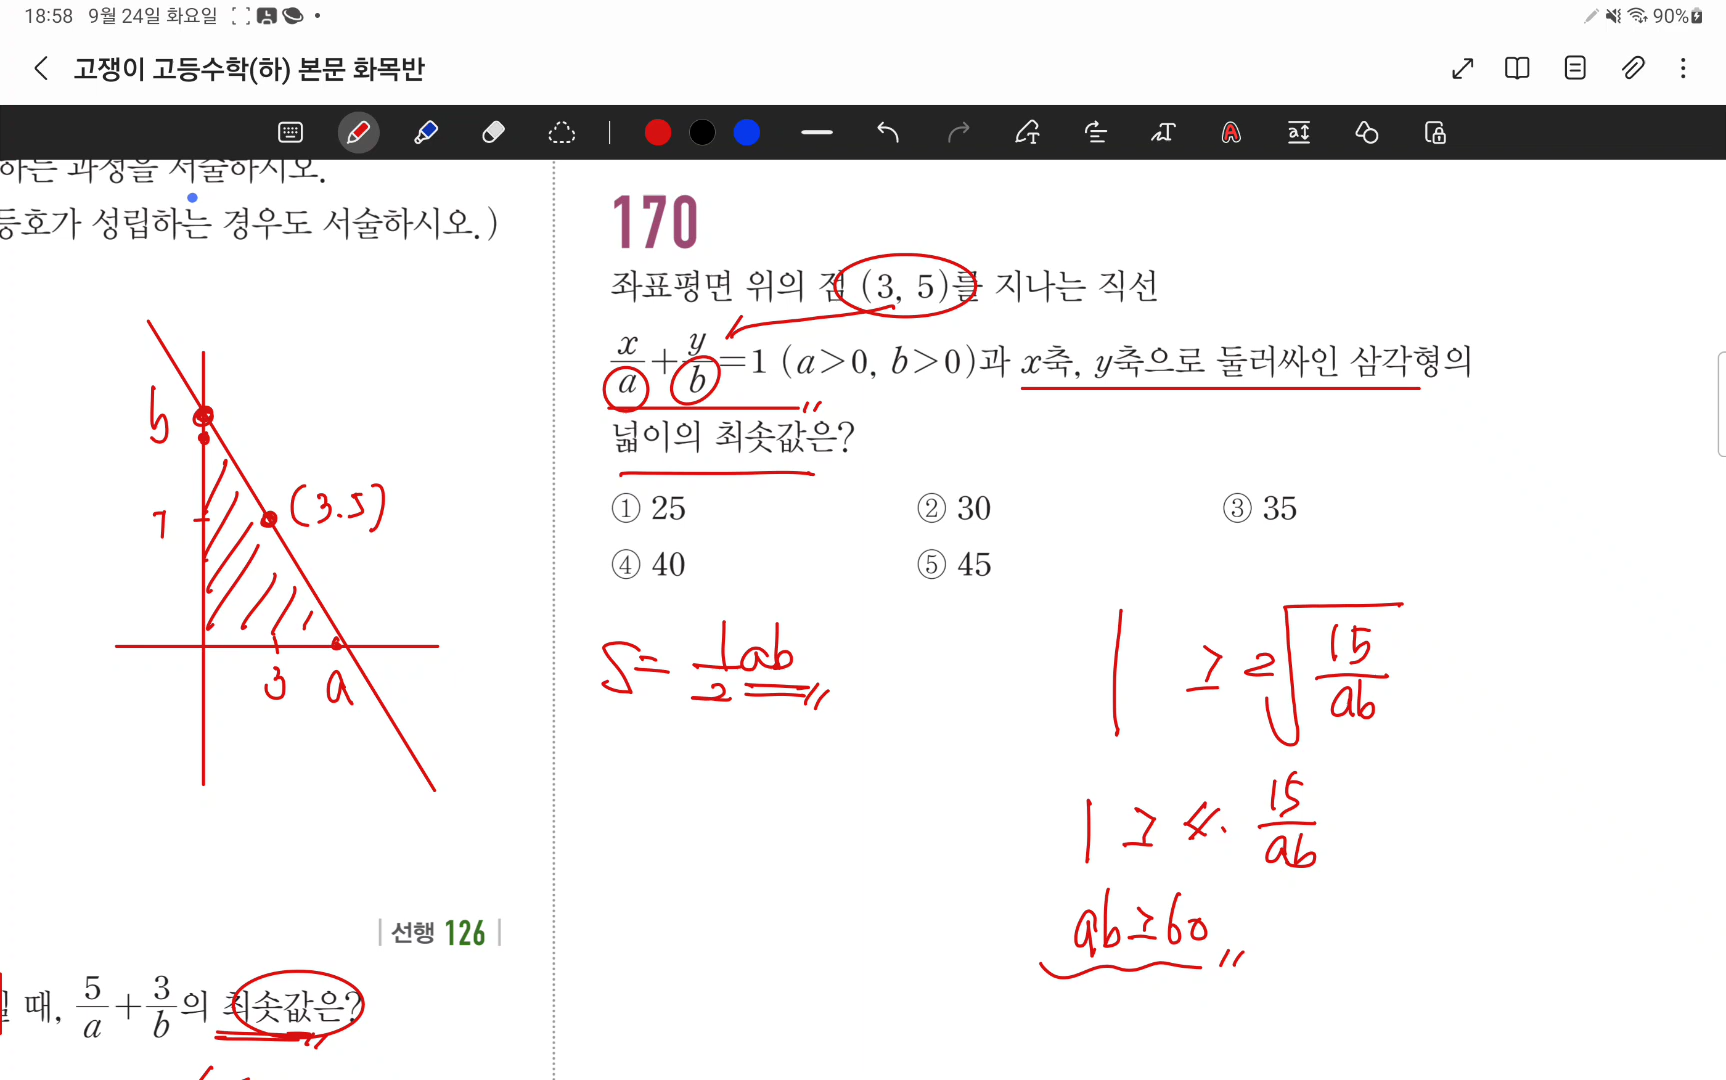 18:58 9월 24일 화요일
90%
고쟁이 고등수학(하) 본문 화목반
하는 과정을 서술하시오.
등호가 성립하는 경우도 서술하시오.)
b
(3.5)
3 a
선행 126
때, 5/a + 3/b 의 최솟값은?
170
좌표평면 위의 점 (3, 5)를 지나는 직선
x/a + y/b = 1 (a>0, b>0)과 x축, y축으로 둘러싸인 삼각형의
넓이의 최솟값은?
① 25 ② 30 ③ 35
④ 40 ⑤ 45
S = 1/2 ab
1 ≥ 2√(15/ab)
1 ≥ 4· 15/ab
ab ≥ 60